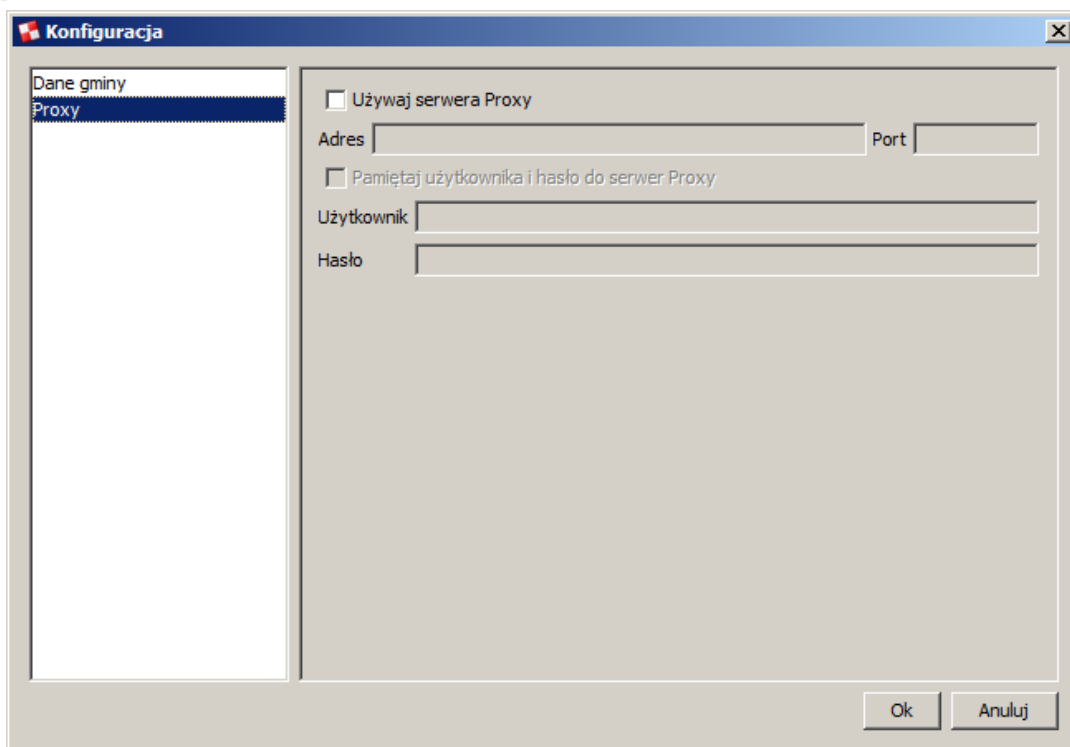 Konfiguracja
Dane gminy
Proxy
Używaj serwera Proxy
Adres Port
Pamiętaj użytkownika i hasło do serwer Proxy
Użytkownik
Hasło
Ok Anuluj